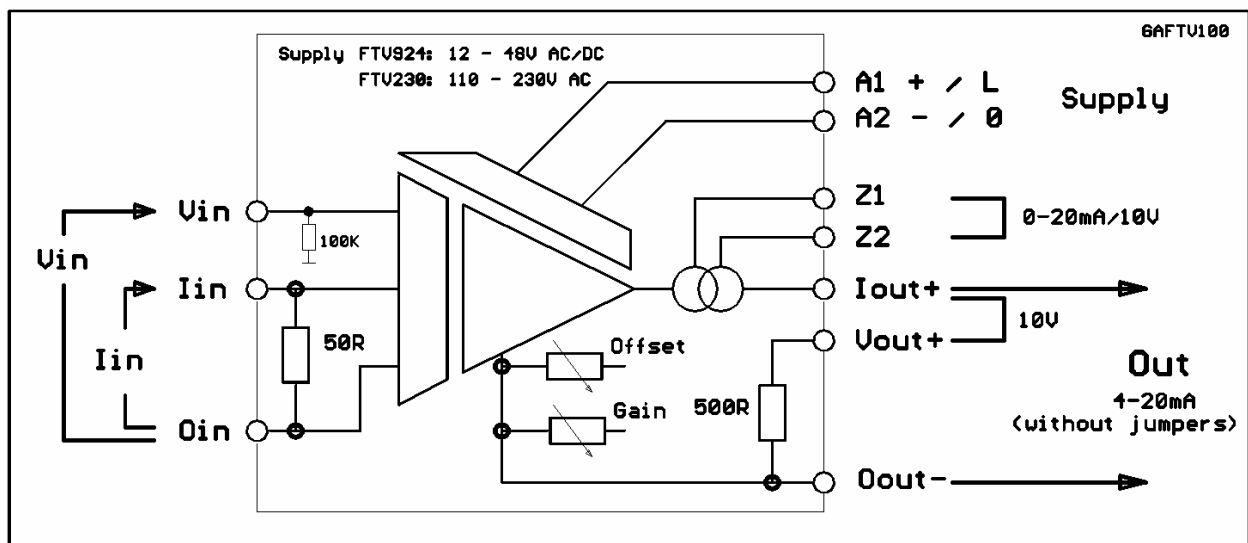 6AFTV100
Supply FTV924: 12 - 48V AC/DC
FTV230: 110 - 230V AC
A1 + / L
Supply
A2 - / 0
Vin
100K
Z1
0-20mA/10V
Z2
Vin
Iin
50R
Iout+
10V
Vout+
Iin
Offset
Out
Gain
500R
4-20mA
(without jumpers)
0in
0out-